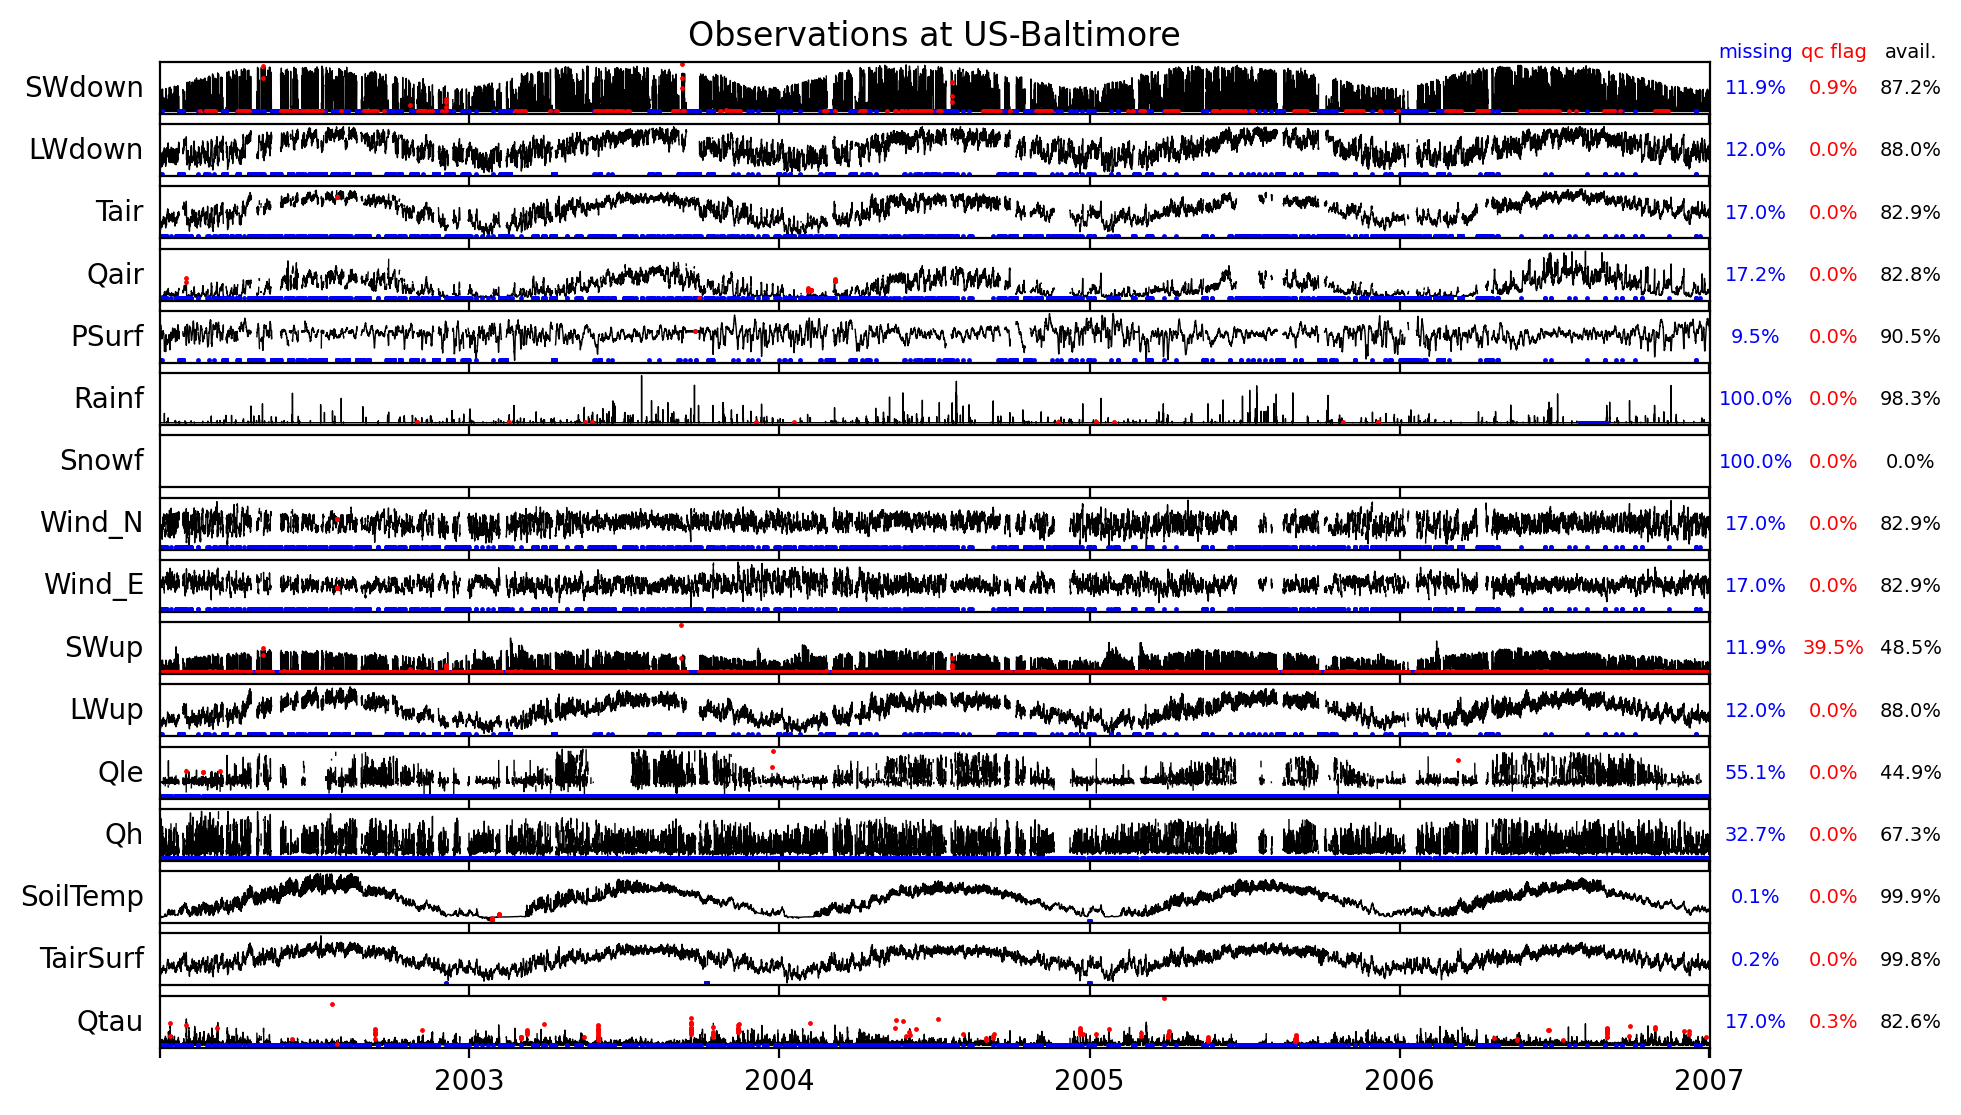 Observations at US-Baltimore
missing qc flag avail.
SWdown 11.9% 0.9% 87.2%
LWdown 12.0% 0.0% 88.0%
Tair 17.0% 0.0% 82.9%
Qair 17.2% 0.0% 82.8%
PSurf 9.5% 0.0% 90.5%
Rainf 100.0% 0.0% 98.3%
Snowf 100.0% 0.0% 0.0%
Wind_N 17.0% 0.0% 82.9%
Wind_E 17.0% 0.0% 82.9%
SWup 11.9% 39.5% 48.5%
LWup 12.0% 0.0% 88.0%
Qle 55.1% 0.0% 44.9%
Qh 32.7% 0.0% 67.3%
SoilTemp 0.1% 0.0% 99.9%
TairSurf 0.2% 0.0% 99.8%
Qtau 17.0% 0.3% 82.6%
2003 2004 2005 2006 2007